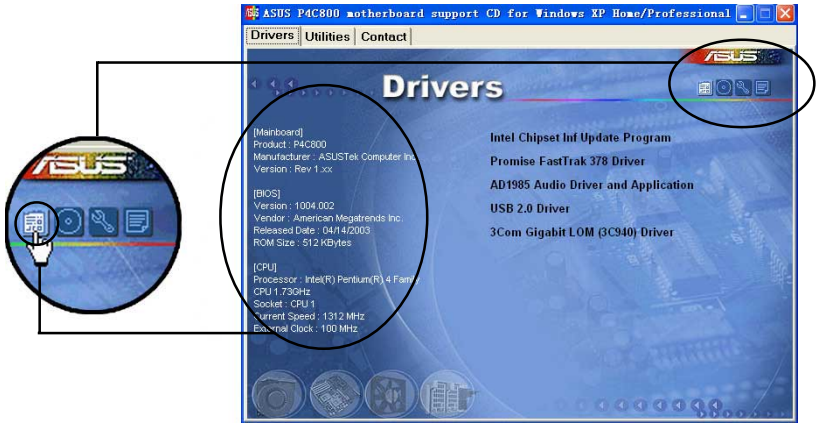 ASUS P4C800 motherboard support CD for Windows XP Home/Professional
Drivers Utilities Contact
ASUS
Drivers
[Mainboard]
Product : P4C800
Manufacturer : ASUSTek Computer Inc.
Version : Rev 1.xx
[BIOS]
Version : 1004.002
Vendor : American Megatrends Inc.
Released Date : 04/14/2003
ROM Size : 512 KBytes
[CPU]
Processor : Intel(R) Pentium(R) 4 Family
CPU 1.73GHz
Socket : CPU 1
Current Speed : 1312 MHz
External Clock : 100 MHz
Intel Chipset Inf Update Program
Promise FastTrak 378 Driver
AD1985 Audio Driver and Application
USB 2.0 Driver
3Com Gigabit LOM (3C940) Driver
ASUS